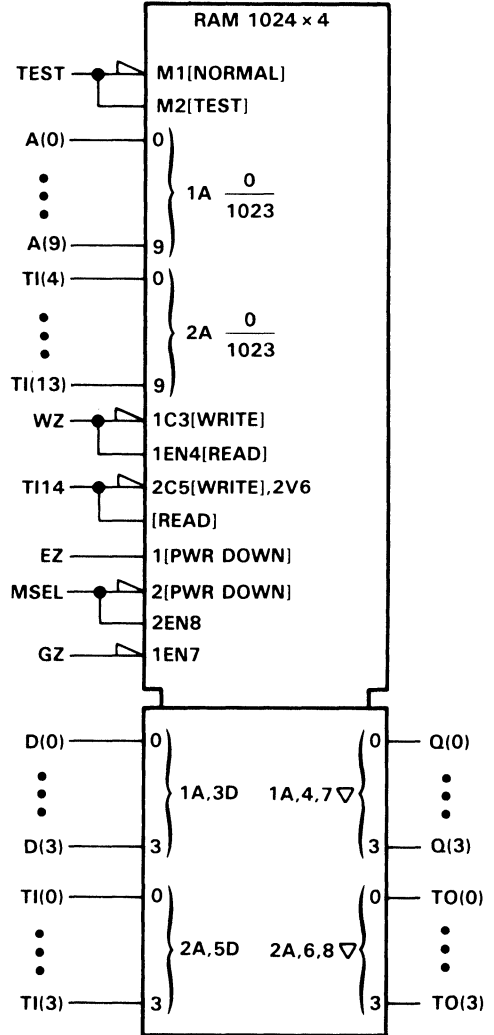 RAM 1024 × 4
TEST M1[NORMAL]
M2[TEST]
A(0) 0
1A 0
1023
A(9) 9
TI(4) 0
2A 0
1023
TI(13) 9
WZ 1C3[WRITE]
1EN4[READ]
TI14 2C5[WRITE],2V6
[READ]
EZ 1[PWR DOWN]
MSEL 2[PWR DOWN]
2EN8
GZ 1EN7
D(0) 0 0 Q(0)
1A,3D 1A,4,7▽
D(3) 3 3 Q(3)
TI(0) 0 0 TO(0)
2A,5D 2A,6,8▽
TI(3) 3 3 TO(3)